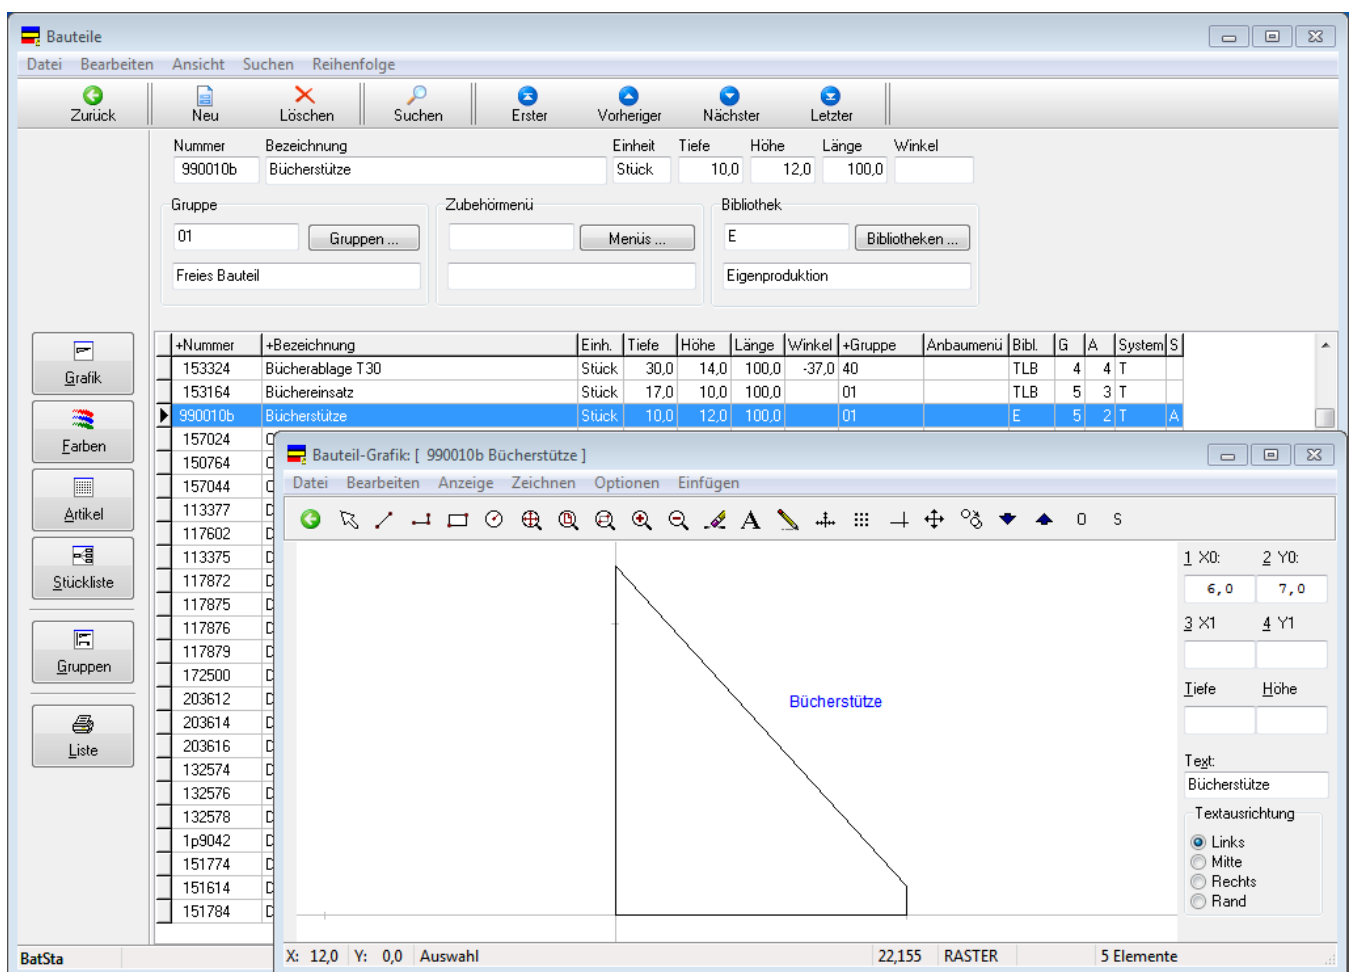 Bauteile
Datei Bearbeiten Ansicht Suchen Reihenfolge
Zurück Neu Löschen Suchen Erster Vorheriger Nächster Letzter
Nummer Bezeichnung Einheit Tiefe Höhe Länge Winkel
990010b Bücherstütze Stück 10,0 12,0 100,0
Gruppe Zubehörmenü Bibliothek
01 Gruppen ... Menüs ... E Bibliotheken ...
Freies Bauteil Eigenproduktion
+Nummer +Bezeichnung Einh. Tiefe Höhe Länge Winkel +Gruppe Anbaumenü Bibl. G A System S
153324 Bücherablage T30 Stück 30,0 14,0 100,0 -37,0 40 TLB 4 4 T
153164 Büchereinsatz Stück 17,0 10,0 100,0 01 TLB 5 3 T
990010b Bücherstütze Stück 10,0 12,0 100,0 01 E 5 2 T A
157024
150764
157044
113377 D
117602 D
113375 D
117872 D
117875 D
117876 D
117879 D
172500 D
203612 D
203614 D
203616 D
132574 D
132576 D
132578 D
1p9042 D
151774 D
151614 D
151784 D
Grafik
Farben
Artikel
Stückliste
Gruppen
Liste
BatSta
Bauteil-Grafik: [ 990010b Bücherstütze ]
Datei Bearbeiten Anzeige Zeichnen Optionen Einfügen
A 0 S
1 X0: 2 Y0:
6,0 7,0
3 X1 4 Y1
Tiefe Höhe
Text:
Bücherstütze
Textausrichtung
Links
Mitte
Rechts
Rand
Bücherstütze
X: 12,0 Y: 0,0 Auswahl 22,155 RASTER 5 Elemente